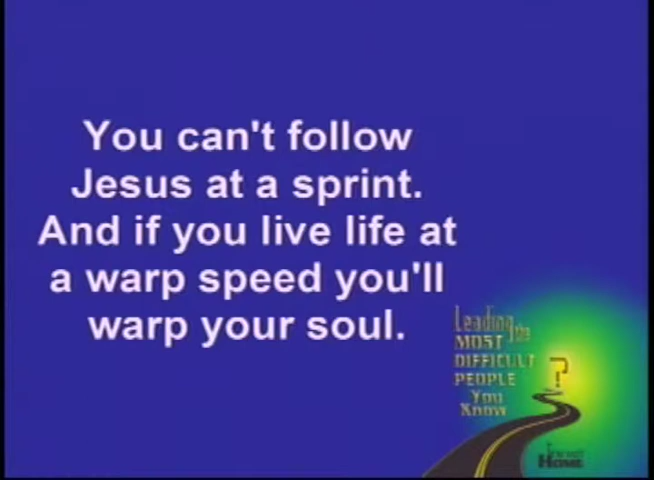 You can't follow
Jesus at a sprint.
And if you live life at
a warp speed you'll
warp your soul.
Leading the
MOST
DIFFICULT
PEOPLE
You
Know
?
HOME